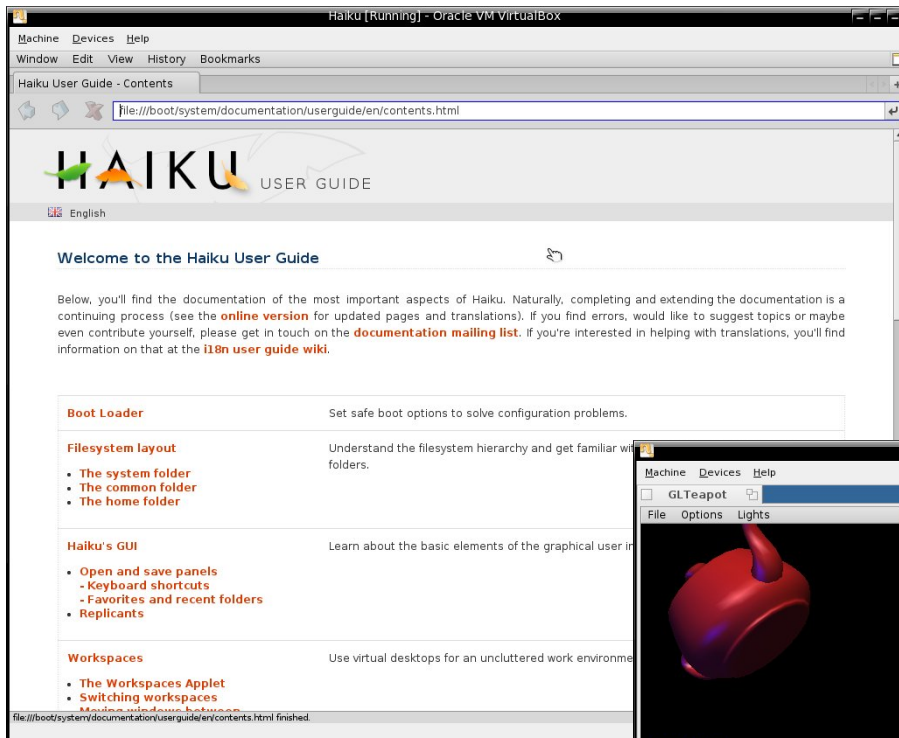 Haiku [Running] - Oracle VM VirtualBox
Machine Devices Help
Window Edit View History Bookmarks
Haiku User Guide - Contents
file:///boot/system/documentation/userguide/en/contents.html
HAIKU USER GUIDE
English
Welcome to the Haiku User Guide
Below, you'll find the documentation of the most important aspects of Haiku. Naturally, completing and extending the documentation is a
continuing process (see the online version for updated pages and translations). If you find errors, would like to suggest topics or maybe
even contribute yourself, please get in touch on the documentation mailing list. If you're interested in helping with translations, you'll find
information on that at the i18n user guide wiki.
Boot Loader Set safe boot options to solve configuration problems.
Filesystem layout Understand the filesystem hierarchy and get familiar
folders.
• The system folder
• The common folder
• The home folder
Haiku's GUI Learn about the basic elements of the graphical user
• Open and save panels
- Keyboard shortcuts
- Favorites and recent folders
• Replicants
Workspaces Use virtual desktops for an uncluttered work
• The Workspaces Applet
• Switching workspaces
• Moving windows between
file:///boot/system/documentation/userguide/en/contents.html finished.
Machine Devices Help
GLTeapot
File Options Lights